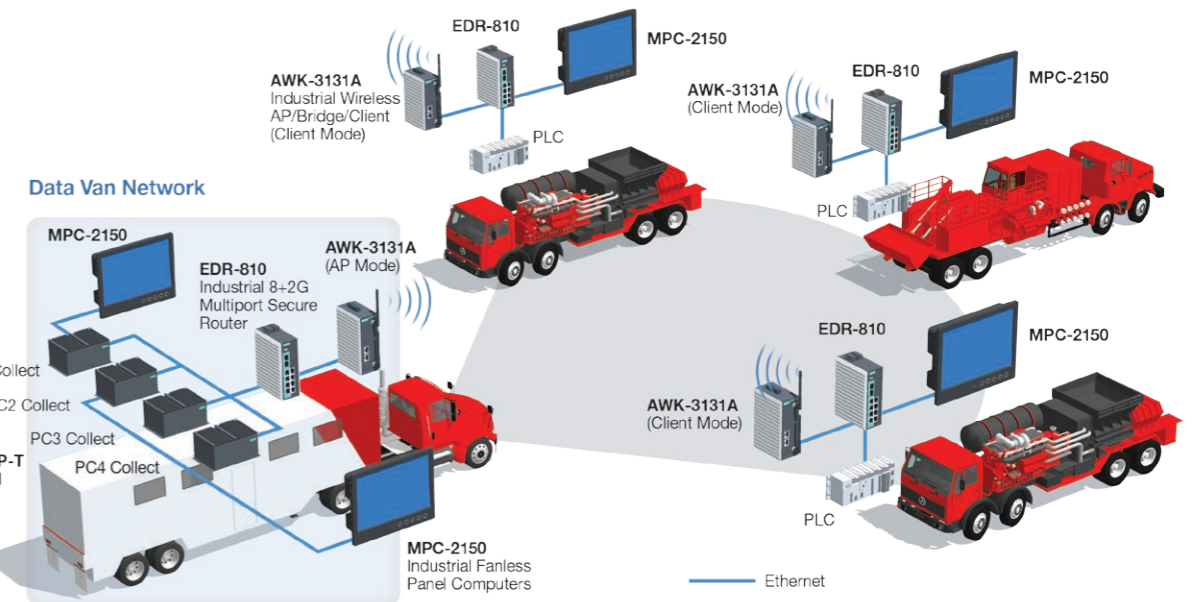 EDR-810
MPC-2150
AWK-3131A
Industrial Wireless
AP/Bridge/Client
(Client Mode)
PLC
EDR-810
MPC-2150
AWK-3131A
(Client Mode)
PLC
Data Van Network
MPC-2150
EDR-810
Industrial 8+2G
Multiport Secure
Router
AWK-3131A
(AP Mode)
Collect
C2 Collect
PC3 Collect
PC4 Collect
P-T
MPC-2150
Industrial Fanless
Panel Computers
EDR-810
MPC-2150
AWK-3131A
(Client Mode)
PLC
Ethernet